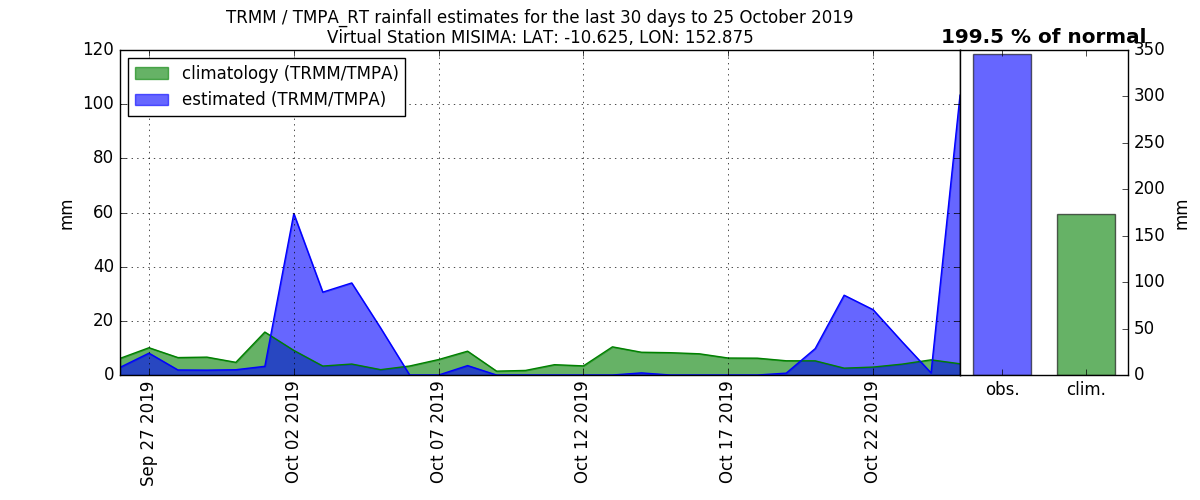 TRMM / TMPA_RT rainfall estimates for the last 30 days to 25 October 2019
Virtual Station MISIMA: LAT: -10.625, LON: 152.875
199.5 % of normal
climatology (TRMM/TMPA)
estimated (TRMM/TMPA)
120
100
80
60
40
20
0
mm
Sep 27 2019
Oct 02 2019
Oct 07 2019
Oct 12 2019
Oct 17 2019
Oct 22 2019
obs.
clim.
350
300
250
200
150
100
50
0
mm